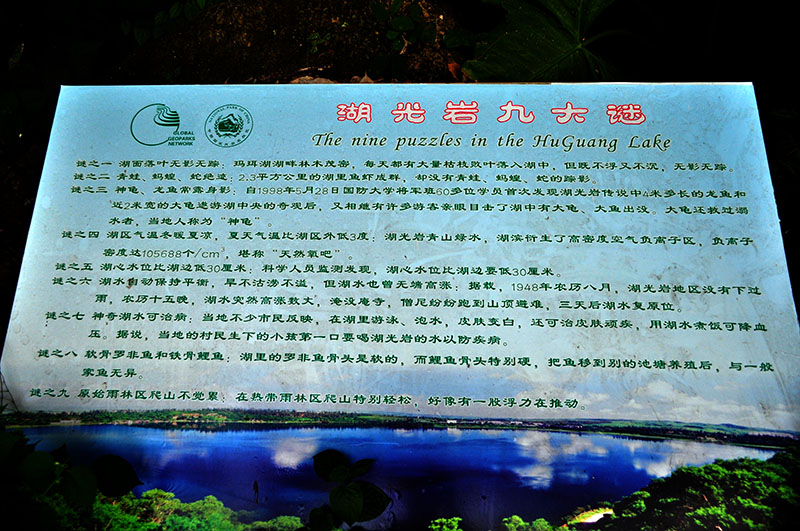 GLOBAL
GEOPARKS
NETWORK
湖光岩九大谜
The nine puzzles in the HuGuang Lake
谜之一 湖面落叶无影无踪：玛珥湖湖畔林木茂密，每天都有大量枯枝败叶落入湖中，但既不浮又不沉，无影无踪。
谜之二 青蛙、蚂蝗、蛇绝迹：2.3平方公里的湖里鱼虾成群，却没有青蛙、蚂蝗、蛇的踪影。
谜之三 神龟、龙鱼常露身影：自1998年5月28日国防大学将军班60多位学员首次发现湖光岩传说中4米多长的龙鱼和
近2米宽的大龟遨游湖中央的奇观后，又相继有许多游客亲眼目击了湖中有大龟、大鱼出没。大龟还救过溺
水者，当地人称为“神龟”。
谜之四 湖区气温冬暖夏凉，夏天气温比湖区外低3度：湖光岩青山绿水，湖滨衍生了高密度空气负离子区，负离子
密度达105688个/cm³，堪称“天然氧吧”。
谜之五 湖心水位比湖边低30厘米：科学人员监测发现，湖心水位比湖边要低30厘米。
谜之六 湖水自动保持平衡，旱不沽涝不溢，但湖水也曾无端高涨：据载，1948年农历八月，湖光岩地区没有下过
雨，农历十五晚，湖水突然高涨数丈，淹没庵寺，僧尼纷纷跑到山顶避难，三天后湖水复原位。
谜之七 神奇湖水可治病：当地不少市民反映，在湖里游泳、泡水，皮肤变白，还可治皮肤顽疾，用湖水煮饭可降血
压。据说，当地的村民生下的小孩第一口要喝湖光岩的水以防疾病。
谜之八 软骨罗非鱼和铁骨鲤鱼：湖里的罗非鱼骨头是软的，而鲤鱼骨头特别硬，把鱼移到别的池塘养殖后，与一般
家鱼无异。
谜之九 原始雨林区爬山不觉累：在热带雨林区爬山特别轻松，好像有一股浮力在推动。